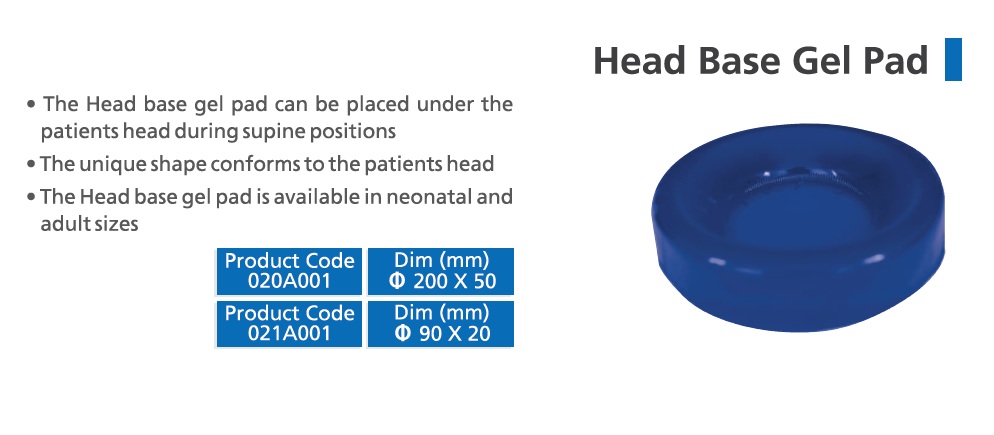 Head Base Gel Pad
• The Head base gel pad can be placed under the
patients head during supine positions
• The unique shape conforms to the patients head
• The Head base gel pad is available in neonatal and
adult sizes
Product Code
020A001
Dim (mm)
Φ 200 X 50
Product Code
021A001
Dim (mm)
Φ 90 X 20